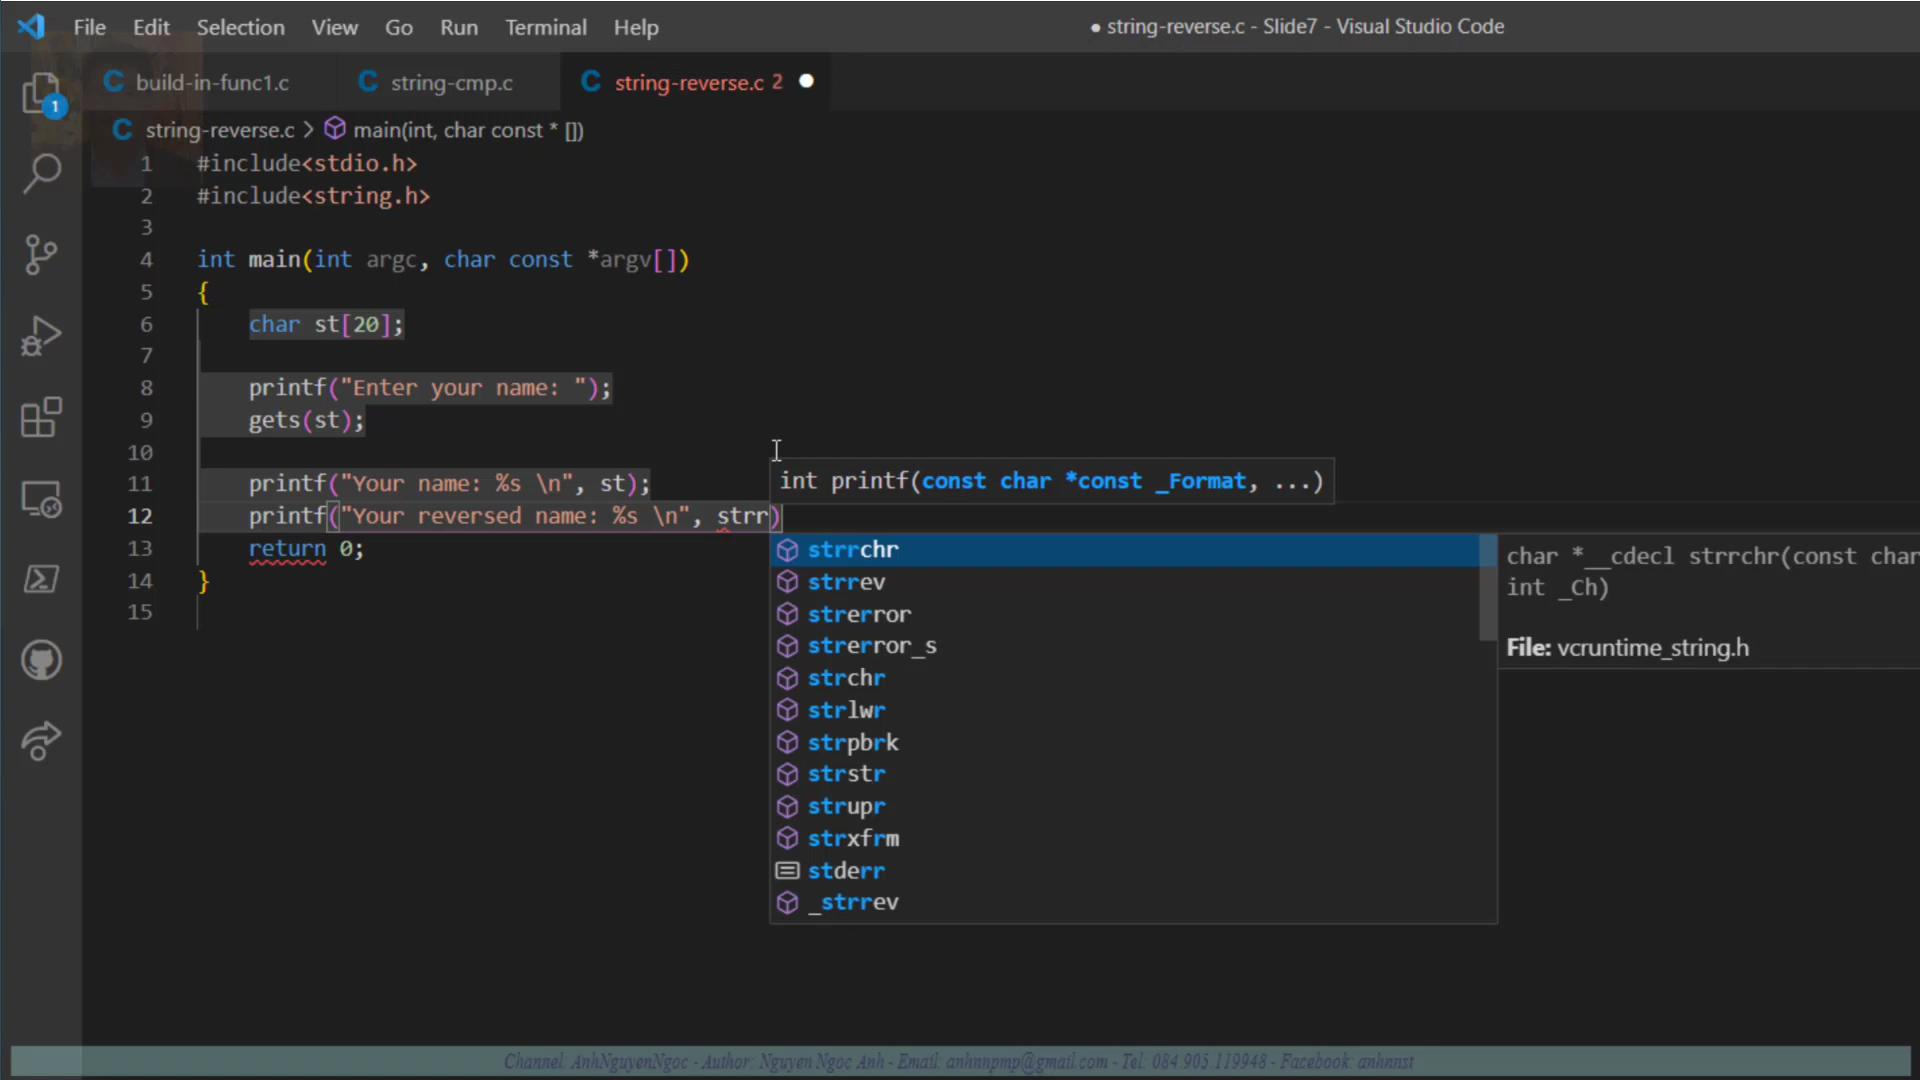 File Edit Selection View Go Run Terminal Help
● string-reverse.c - Slide7 - Visual Studio Code
build-in-func1.c string-cmp.c string-reverse.c 2 ●
1
string-reverse.c > main(int, char const * [])
1 #include<stdio.h>
2 #include<string.h>
3
4 int main(int argc, char const *argv[])
5 {
6 char st[20];
7
8 printf("Enter your name: ");
9 gets(st);
10
11 printf("Your name: %s \n", st);
int printf(const char *const _Format, ...)
12 printf("Your reversed name: %s \n", strr)
13 return 0;
14 }
15
strrchr
strrev
strerror
strerror_s
strchr
strlwr
strpbrk
strstr
strupr
strxfrm
stderr
_strrev
char *__cdecl strrchr(const char
int _Ch)
File: vcruntime_string.h
Channel: AnhNguyenNgoc - Author: Nguyen Ngoc Anh - Email: anhnnpmp@gmail.com - Tel: 084.905.119948 - Facebook: anhnnst